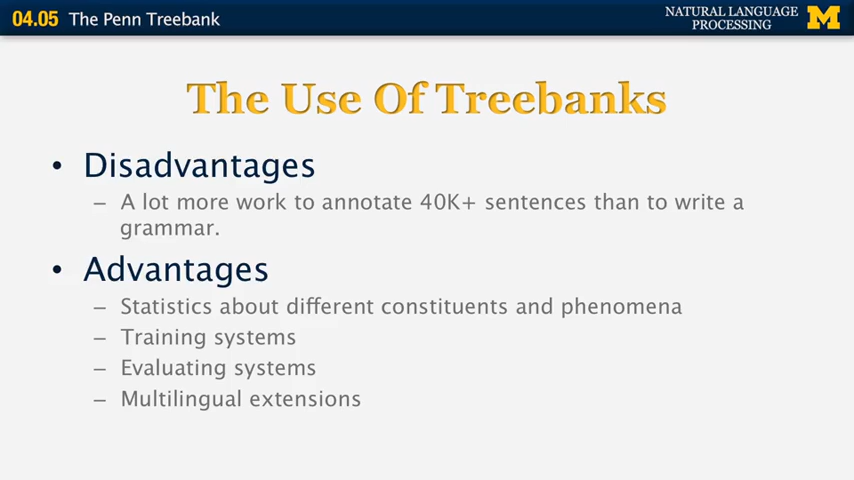 04.05 The Penn Treebank
NATURAL LANGUAGE
PROCESSING
M
The Use Of Treebanks
• Disadvantages
– A lot more work to annotate 40K+ sentences than to write a
grammar.
• Advantages
– Statistics about different constituents and phenomena
– Training systems
– Evaluating systems
– Multilingual extensions